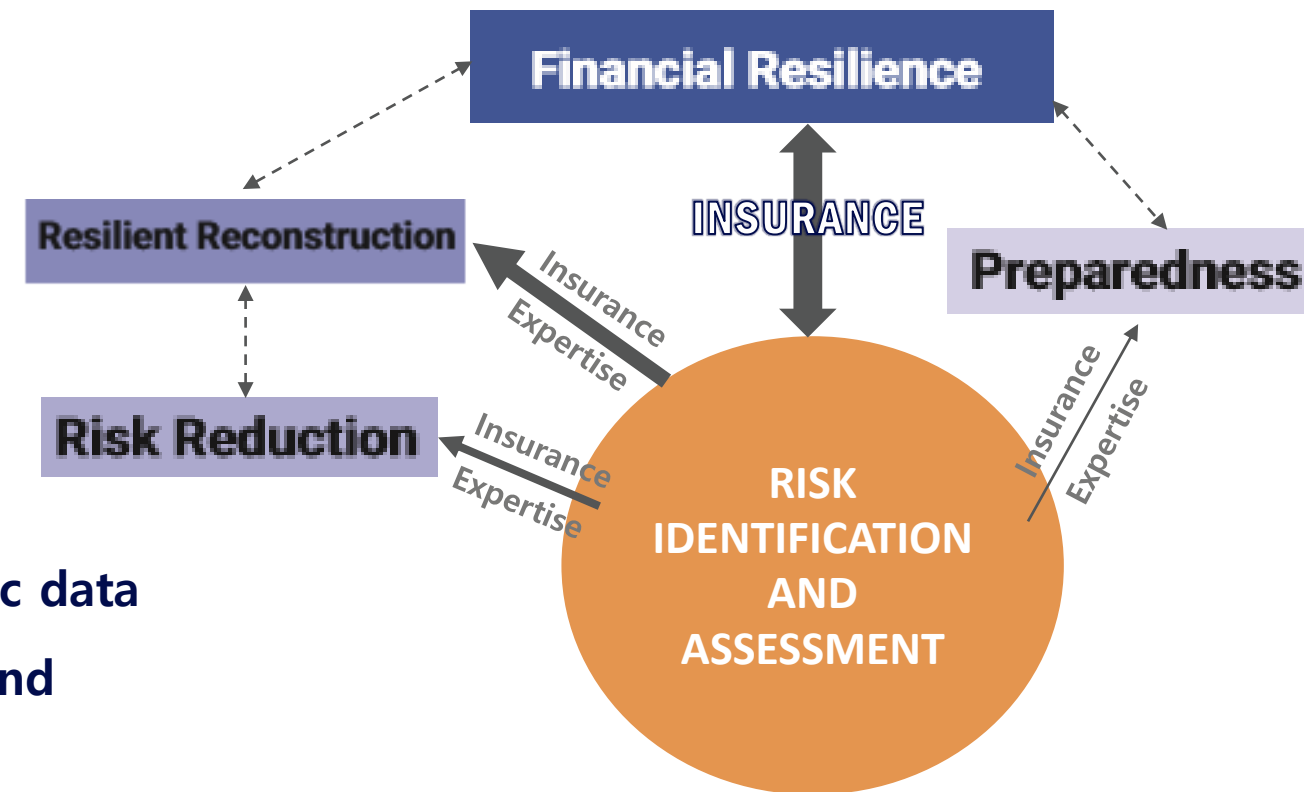 Financial Resilience
INSURANCE
Resilient Reconstruction
Preparedness
Insurance
Expertise
Insurance
Expertise
Risk Reduction
Insurance
Expertise
RISK
IDENTIFICATION
AND
ASSESSMENT
c data
nd